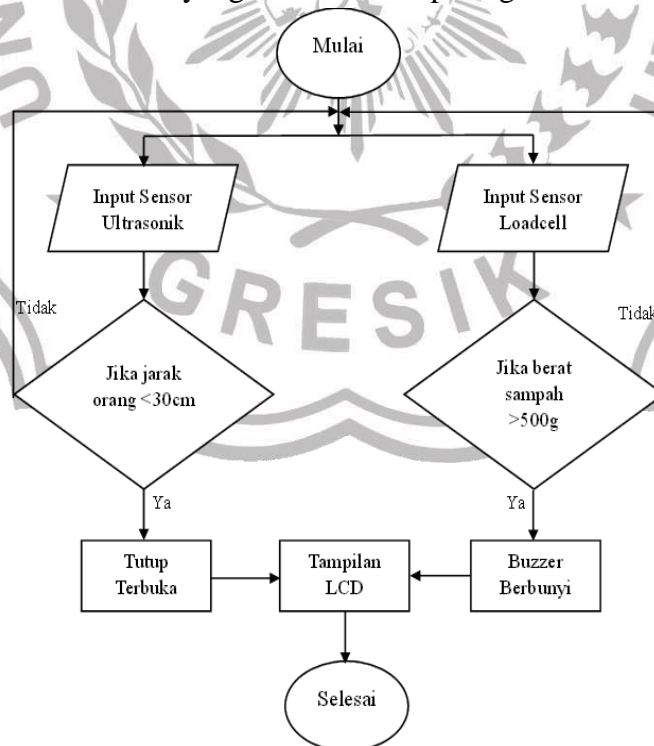 Mulai
Input Sensor
Ultrasonik
Input Sensor
Loadcell
GRESIK
Tidak
Tidak
Jika jarak
orang <30cm
Jika berat
sampah
>500g
Ya
Ya
Tutup
Terbuka
Tampilan
LCD
Buzzer
Berbunyi
Selesai